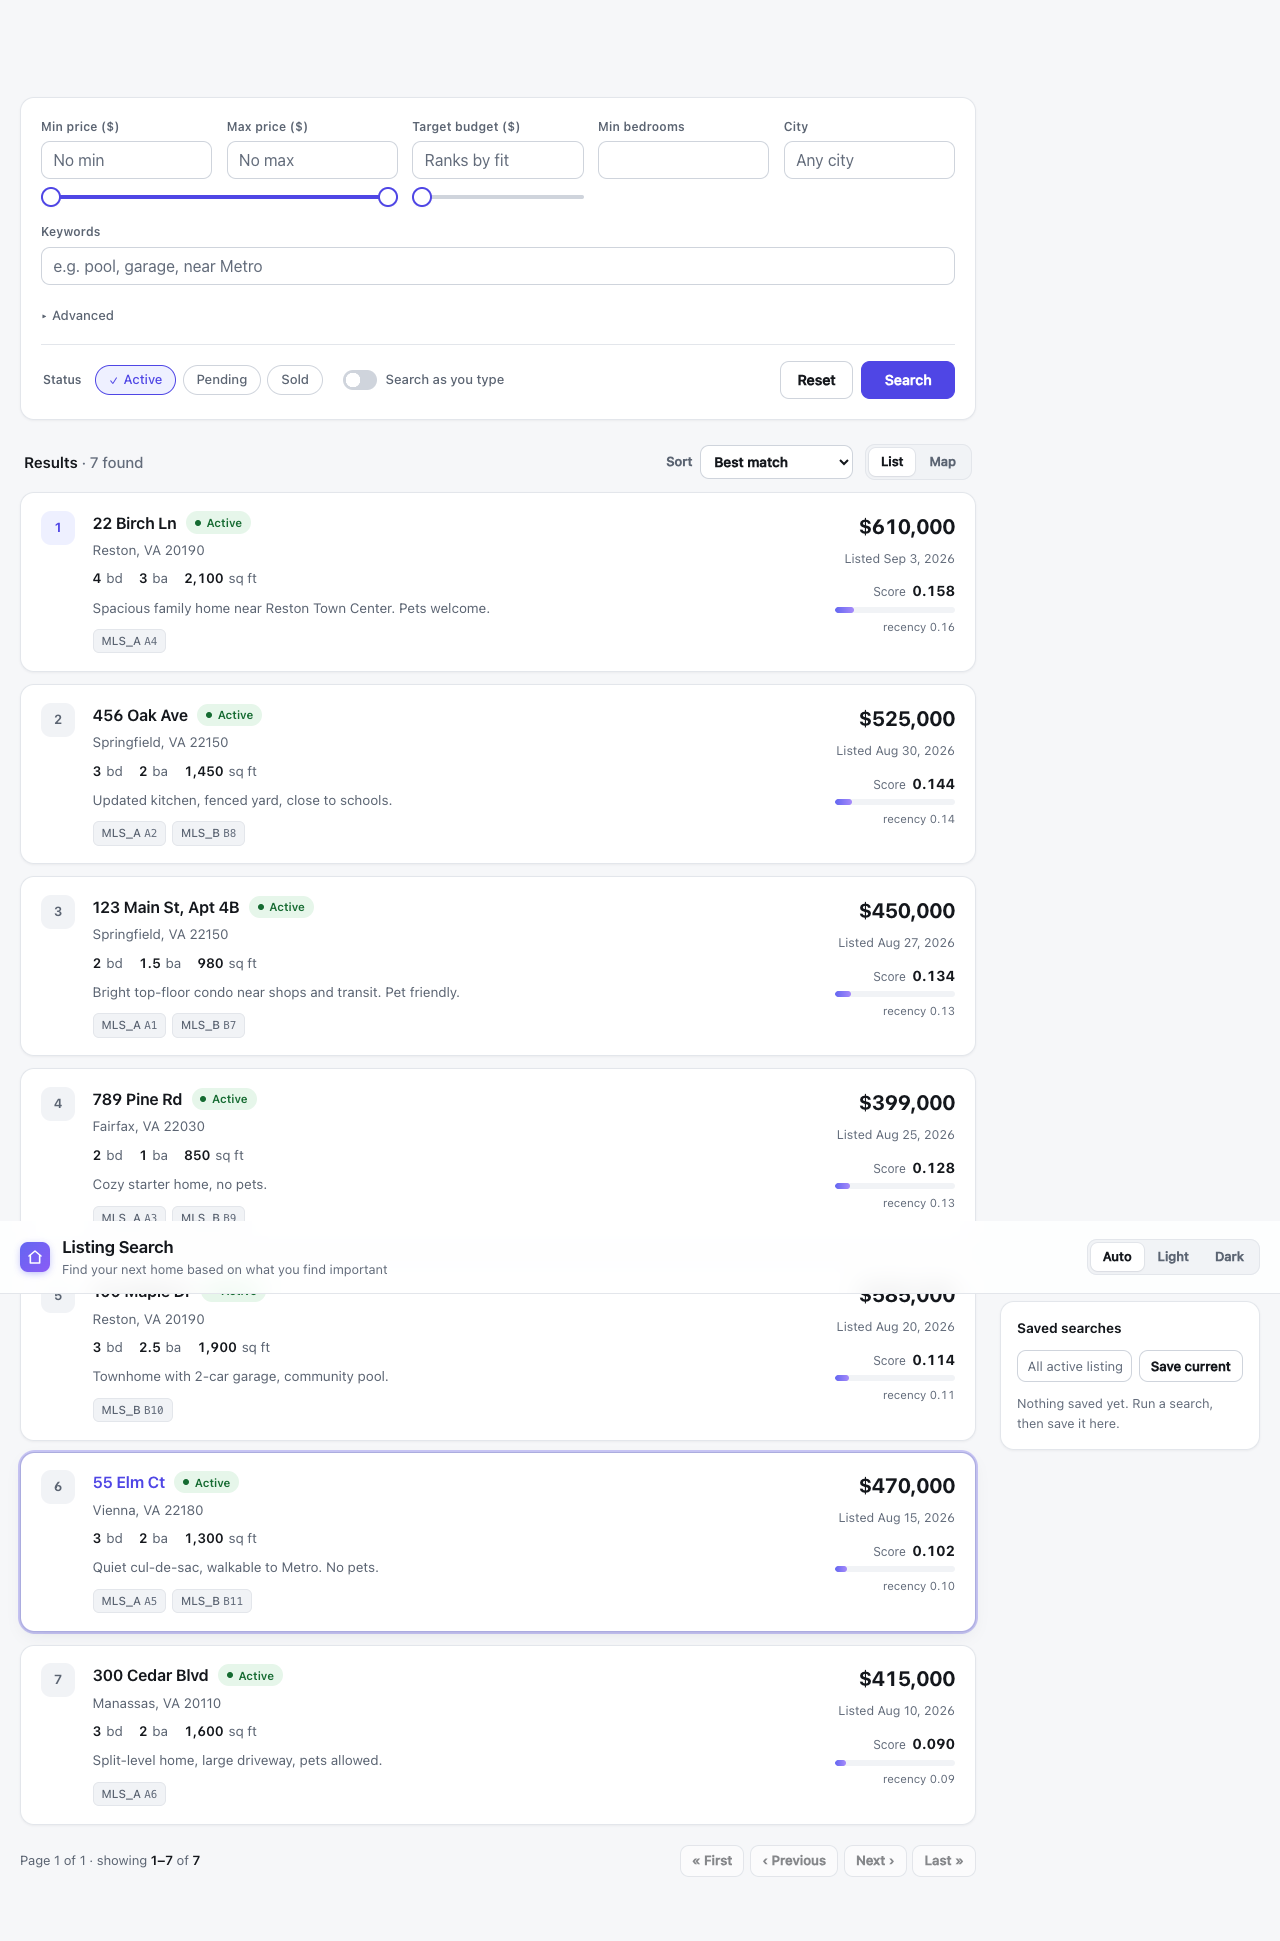 Min price ($) Max price ($) Target budget ($) Min bedrooms City
No min No max Ranks by fit Any city
Keywords
e.g. pool, garage, near Metro
▸ Advanced
Status ✓ Active Pending Sold Search as you type Reset Search
Results · 7 found Sort Best match List Map
1 22 Birch Ln Active $610,000
Reston, VA 20190 Listed Sep 3, 2026
4 bd 3 ba 2,100 sq ft Score 0.158
Spacious family home near Reston Town Center. Pets welcome.
recency 0.16
MLS_A A4
2 456 Oak Ave Active $525,000
Springfield, VA 22150 Listed Aug 30, 2026
3 bd 2 ba 1,450 sq ft Score 0.144
Updated kitchen, fenced yard, close to schools.
recency 0.14
MLS_A A2 MLS_B B8
3 123 Main St, Apt 4B Active $450,000
Springfield, VA 22150 Listed Aug 27, 2026
2 bd 1.5 ba 980 sq ft Score 0.134
Bright top-floor condo near shops and transit. Pet friendly.
recency 0.13
MLS_A A1 MLS_B B7
4 789 Pine Rd Active $399,000
Fairfax, VA 22030 Listed Aug 25, 2026
2 bd 1 ba 850 sq ft Score 0.128
Cozy starter home, no pets.
recency 0.13
MLS_A A3 MLS_B B9
Listing Search Auto Light Dark
Find your next home based on what you find important
5 $585,000
Reston, VA 20190 Listed Aug 20, 2026
3 bd 2.5 ba 1,900 sq ft Score 0.114
Townhome with 2-car garage, community pool.
recency 0.11
MLS_B B10
Saved searches
All active listing Save current
Nothing saved yet. Run a search,
then save it here.
6 55 Elm Ct Active $470,000
Vienna, VA 22180 Listed Aug 15, 2026
3 bd 2 ba 1,300 sq ft Score 0.102
Quiet cul-de-sac, walkable to Metro. No pets.
recency 0.10
MLS_A A5 MLS_B B11
7 300 Cedar Blvd Active $415,000
Manassas, VA 20110 Listed Aug 10, 2026
3 bd 2 ba 1,600 sq ft Score 0.090
Split-level home, large driveway, pets allowed.
recency 0.09
MLS_A A6
Page 1 of 1 · showing 1–7 of 7 « First ‹ Previous Next › Last »